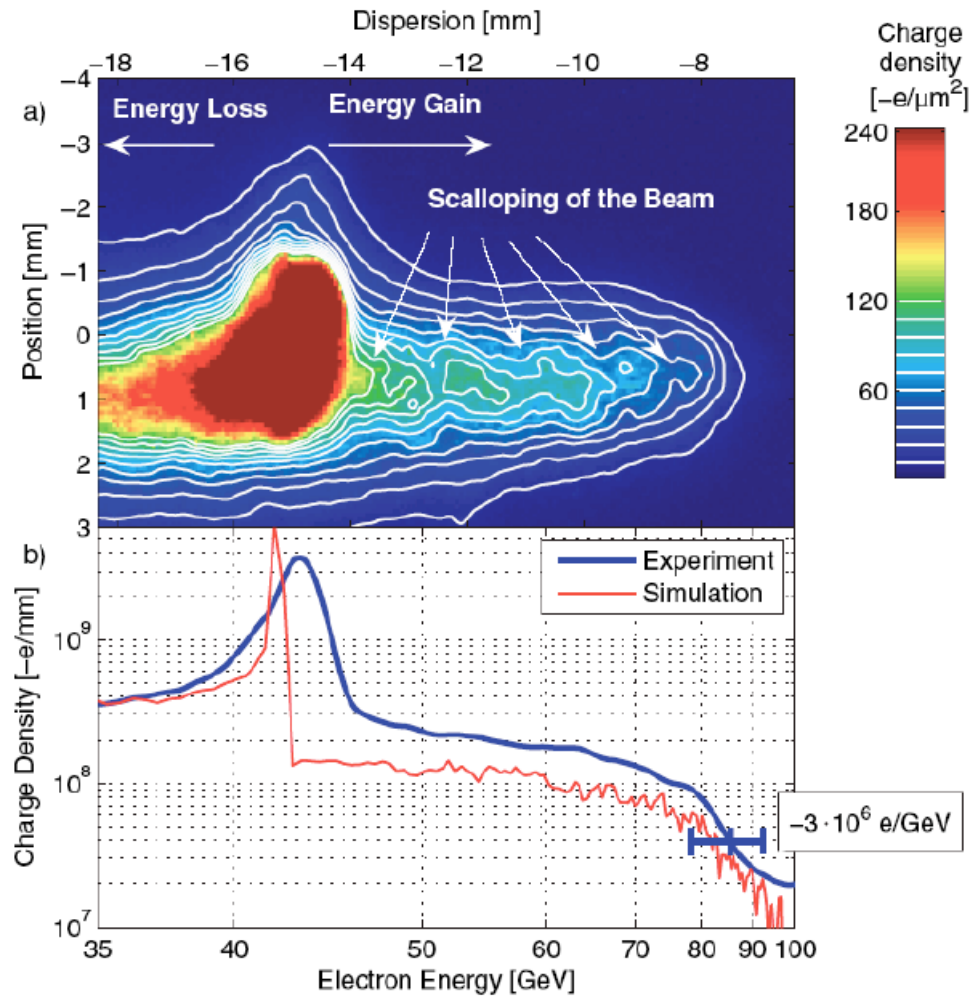 Dispersion [mm]
−18 −16 −14 −12 −10 −8
Charge
density
[−e/μm²]
a)
Energy Loss
Energy Gain
Scalloping of the Beam
Position [mm]
−4
−3
−2
−1
0
1
2
3
240
180
120
60
b)
Experiment
Simulation
Charge Density [−e/mm]
10⁹
10⁸
10⁷
−3·10⁶ e/GeV
35 40 50 60 70 80 90 100
Electron Energy [GeV]